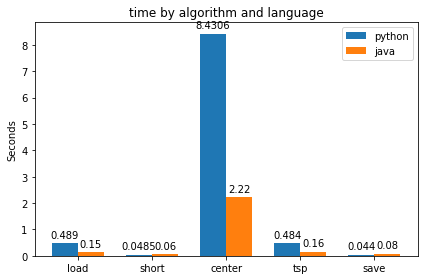 time by algorithm and language
python
java
Seconds
8
7
6
5
4
3
2
1
0
0.489
0.15
0.0485
0.06
8.4306
2.22
0.484
0.16
0.044
0.08
load
short
center
tsp
save